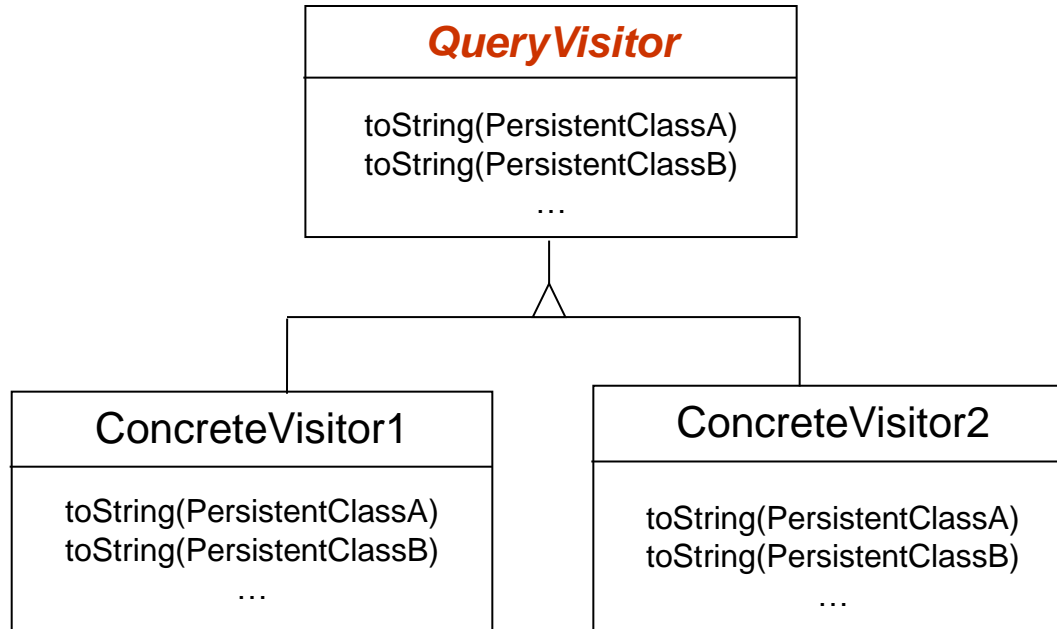 QueryVisitor
toString(PersistentClassA)
toString(PersistentClassB)
…
ConcreteVisitor1
toString(PersistentClassA)
toString(PersistentClassB)
…
ConcreteVisitor2
toString(PersistentClassA)
toString(PersistentClassB)
…